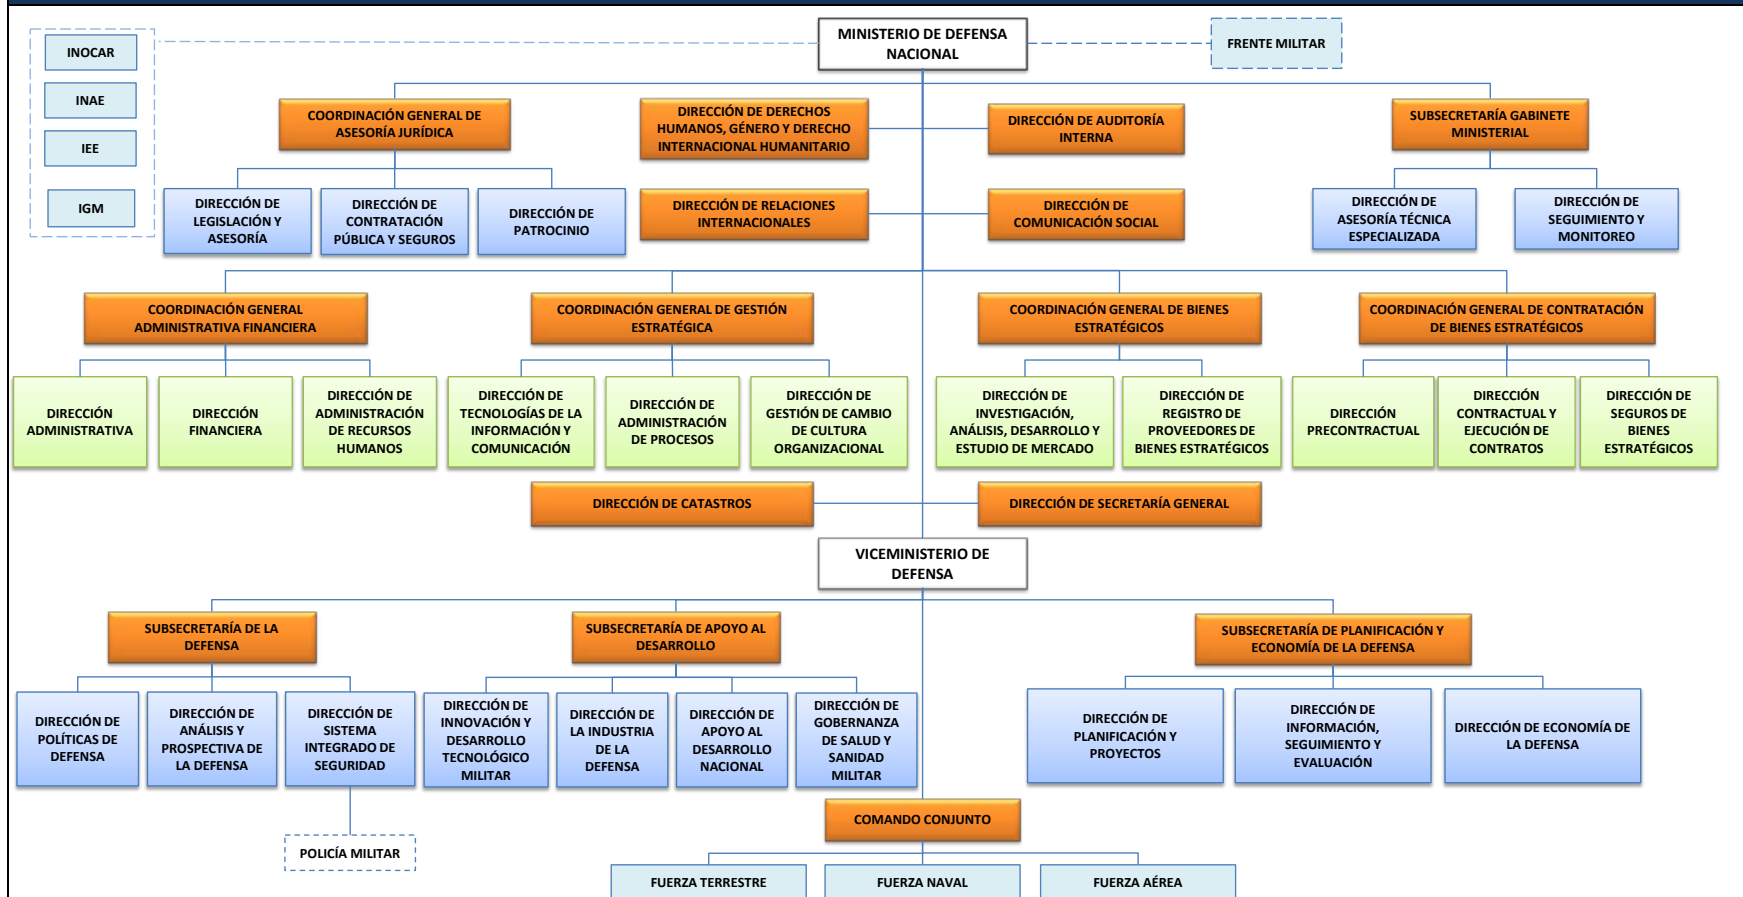 MINISTERIO DE DEFENSA
NACIONAL
FRENTE MILITAR
INOCAR
INAE
IEE
IGM
COORDINACIÓN GENERAL DE
ASESORÍA JURÍDICA
DIRECCIÓN DE DERECHOS
HUMANOS, GÉNERO Y DERECHO
INTERNACIONAL HUMANITARIO
DIRECCIÓN DE AUDITORÍA
INTERNA
SUBSECRETARÍA GABINETE
MINISTERIAL
DIRECCIÓN DE
LEGISLACIÓN Y
ASESORÍA
DIRECCIÓN DE
CONTRATACIÓN
PÚBLICA Y SEGUROS
DIRECCIÓN DE
PATROCINIO
DIRECCIÓN DE RELACIONES
INTERNACIONALES
DIRECCIÓN DE
COMUNICACIÓN SOCIAL
DIRECCIÓN DE
ASESORÍA TÉCNICA
ESPECIALIZADA
DIRECCIÓN DE
SEGUIMIENTO Y
MONITOREO
COORDINACIÓN GENERAL
ADMINISTRATIVA FINANCIERA
COORDINACIÓN GENERAL DE GESTIÓN
ESTRATÉGICA
COORDINACIÓN GENERAL DE BIENES
ESTRATÉGICOS
COORDINACIÓN GENERAL DE CONTRATACIÓN
DE BIENES ESTRATÉGICOS
DIRECCIÓN
ADMINISTRATIVA
DIRECCIÓN
FINANCIERA
DIRECCIÓN DE
ADMINISTRACIÓN
DE RECURSOS
HUMANOS
DIRECCIÓN DE
TECNOLOGÍAS DE LA
INFORMACIÓN Y
COMUNICACIÓN
DIRECCIÓN DE
ADMINISTRACIÓN
DE PROCESOS
DIRECCIÓN DE
GESTIÓN DE CAMBIO
DE CULTURA
ORGANIZACIONAL
DIRECCIÓN DE
INVESTIGACIÓN,
ANÁLISIS, DESARROLLO Y
ESTUDIO DE MERCADO
DIRECCIÓN DE
REGISTRO DE
PROVEEDORES DE
BIENES ESTRATÉGICOS
DIRECCIÓN
PRECONTRACTUAL
DIRECCIÓN
CONTRACTUAL Y
EJECUCIÓN DE
CONTRATOS
DIRECCIÓN DE
SEGUROS DE
BIENES
ESTRATÉGICOS
DIRECCIÓN DE CATASTROS
DIRECCIÓN DE SECRETARÍA GENERAL
VICEMINISTERIO DE
DEFENSA
SUBSECRETARÍA DE LA
DEFENSA
SUBSECRETARÍA DE APOYO AL
DESARROLLO
SUBSECRETARÍA DE PLANIFICACIÓN Y
ECONOMÍA DE LA DEFENSA
DIRECCIÓN DE
POLÍTICAS DE
DEFENSA
DIRECCIÓN DE
ANÁLISIS Y
PROSPECTIVA DE
LA DEFENSA
DIRECCIÓN DE
SISTEMA
INTEGRADO DE
SEGURIDAD
DIRECCIÓN DE
INNOVACIÓN Y
DESARROLLO
TECNOLÓGICO
MILITAR
DIRECCIÓN DE
LA INDUSTRIA
DE LA
DEFENSA
DIRECCIÓN DE
APOYO AL
DESARROLLO
NACIONAL
DIRECCIÓN DE
GOBERNANZA
DE SALUD Y
SANIDAD
MILITAR
DIRECCIÓN DE
PLANIFICACIÓN Y
PROYECTOS
DIRECCIÓN DE
INFORMACIÓN,
SEGUIMIENTO Y
EVALUACIÓN
DIRECCIÓN DE ECONOMÍA DE
LA DEFENSA
POLICÍA MILITAR
COMANDO CONJUNTO
FUERZA TERRESTRE
FUERZA NAVAL
FUERZA AÉREA